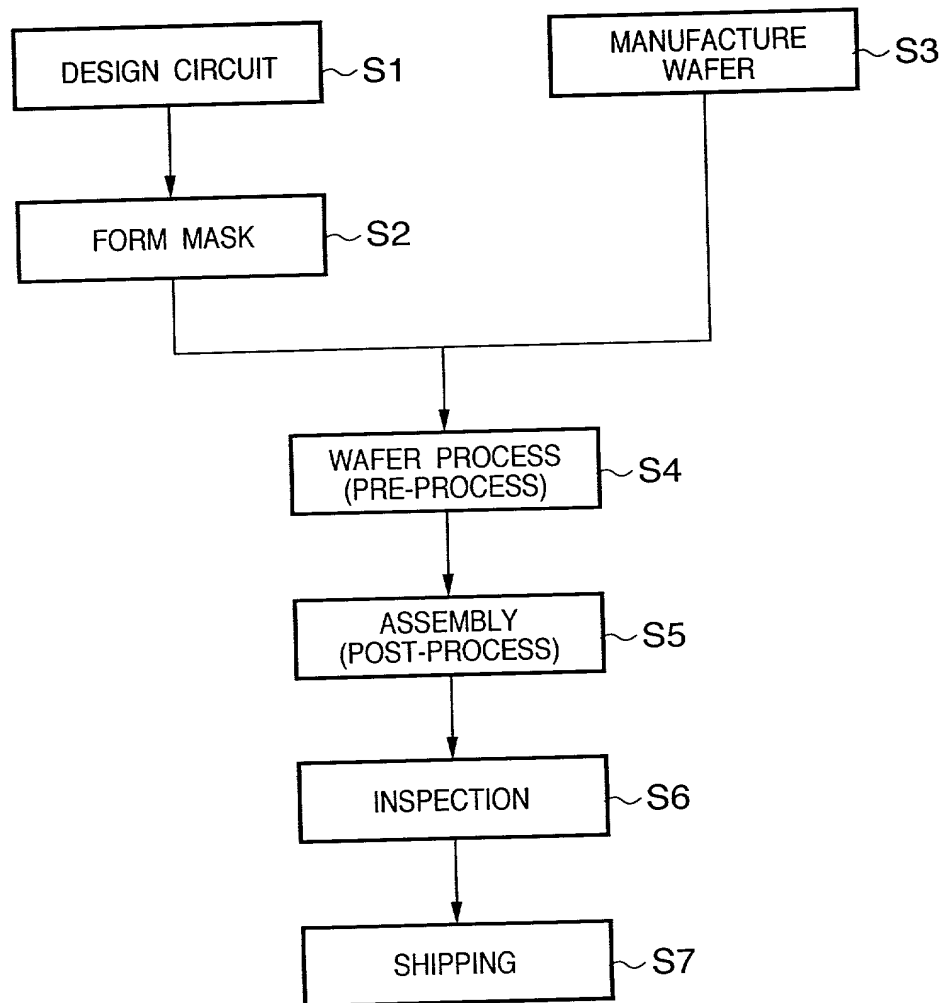 DESIGN CIRCUIT
S1
MANUFACTURE
WAFER
S3
FORM MASK
S2
WAFER PROCESS
(PRE-PROCESS)
S4
ASSEMBLY
(POST-PROCESS)
S5
INSPECTION
S6
SHIPPING
S7